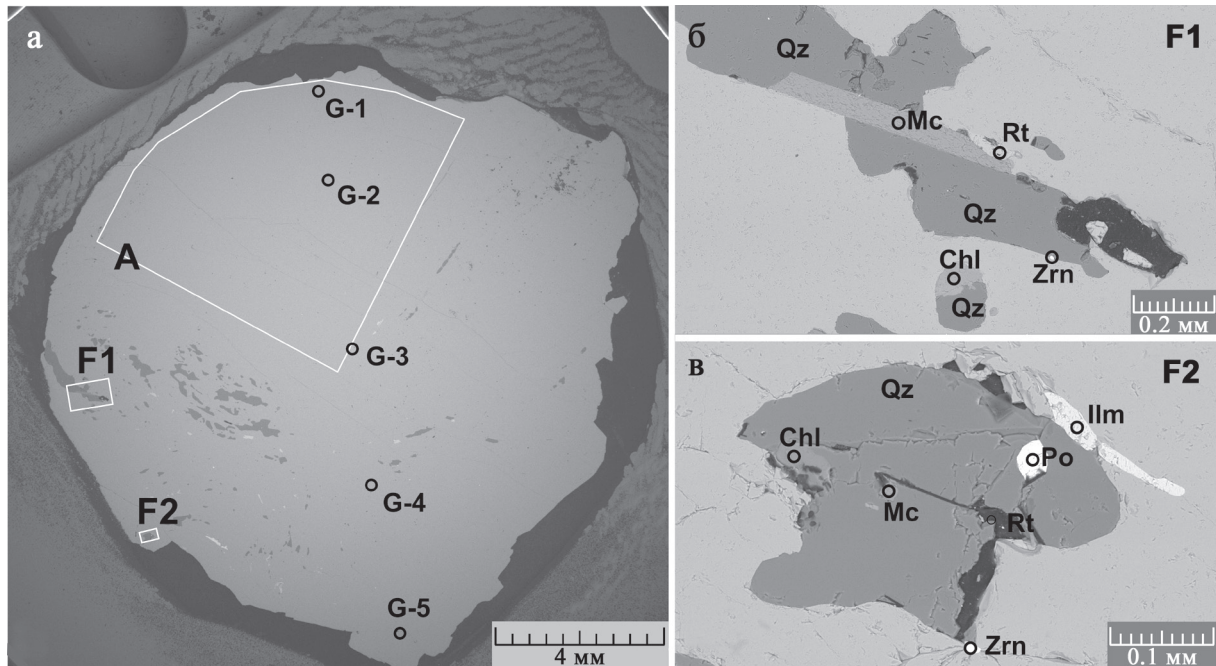 а
G-1
G-2
A
G-3
F1
G-4
F2
G-5
4 мм
б
F1
Qz
Mc
Rt
Qz
Chl
Zrn
Qz
0.2 мм
в
F2
Qz
Ilm
Chl
Po
Mc
Rt
Zrn
0.1 мм